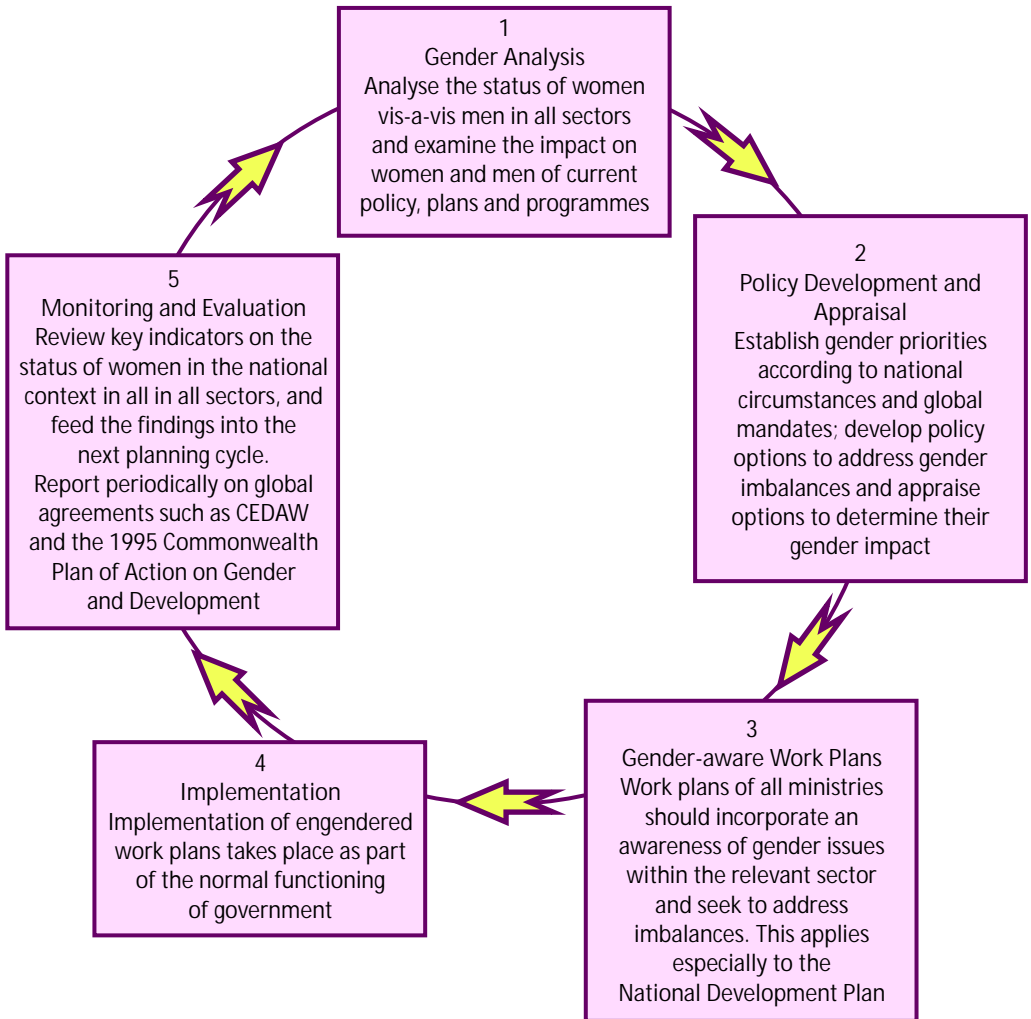 1
Gender Analysis
Analyse the status of women
vis-a-vis men in all sectors
and examine the impact on
women and men of current
policy, plans and programmes
2
Policy Development and
Appraisal
Establish gender priorities
according to national
circumstances and global
mandates; develop policy
options to address gender
imbalances and appraise
options to determine their
gender impact
3
Gender-aware Work Plans
Work plans of all ministries
should incorporate an
awareness of gender issues
within the relevant sector
and seek to address
imbalances. This applies
especially to the
National Development Plan
4
Implementation
Implementation of engendered
work plans takes place as part
of the normal functioning
of government
5
Monitoring and Evaluation
Review key indicators on the
status of women in the national
context in all in all sectors, and
feed the findings into the
next planning cycle.
Report periodically on global
agreements such as CEDAW
and the 1995 Commonwealth
Plan of Action on Gender
and Development